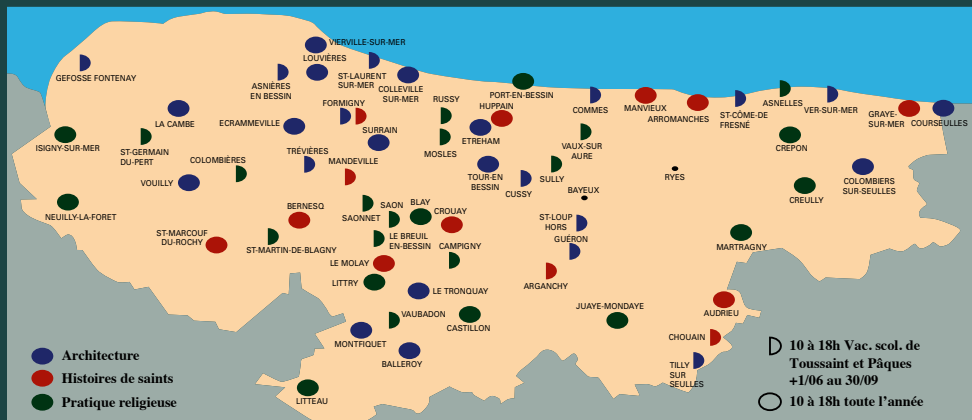 VIERVILLE-SUR-MER
LOUVIÈRES
GEFOSSE FONTENAY
ASNIÈRES
EN BESSIN
ST-LAURENT
SUR-MER
COLLEVILLE
SUR-MER
PORT-EN-BESSIN
HUPPAIN
RUSSY
FORMIGNY
COMMES
MANVIEUX
ARROMANCHES
ST-CÔME-DE
FRESNÉ
ASNELLES
VER-SUR-MER
GRAYE-
SUR-MER
COURSEULLES
LA CAMBE
ECRAMMEVILLE
SURRAIN
ETREHAM
ISIGNY-SUR-MER
ST-GERMAIN
DU-PERT
COLOMBIÈRES
TRÉVIÈRES
MANDEVILLE
MOSLES
VAUX-SUR
AURE
CREPON
VOUILLY
TOUR-EN
BESSIN
CUSSY
SULLY
BAYEUX
RYES
COLOMBIERS
SUR-SEULLES
CREULLY
NEUILLY-LA-FORET
BERNESQ
SAONNET
SAON
BLAY
CROUAY
ST-LOUP
HORS
GUÉRON
ST-MARCOUF
DU-ROCHY
ST-MARTIN-DE-BLAGNY
LE BREUIL
EN-BESSIN
CAMPIGNY
MARTRAGNY
LE MOLAY
LITTRY
LE TRONQUAY
ARGANCHY
JUAYE-MONDAYE
AUDRIEU
VAUBADON
CASTILLON
MONTFIQUET
BALLEROY
CHOUAIN
TILLY
SUR
SEULLES
LITTEAU
Architecture
Histoires de saints
Pratique religieuse
10 à 18h Vac. scol. de
Toussaint et Pâques
+1/06 au 30/09
10 à 18h toute l'année